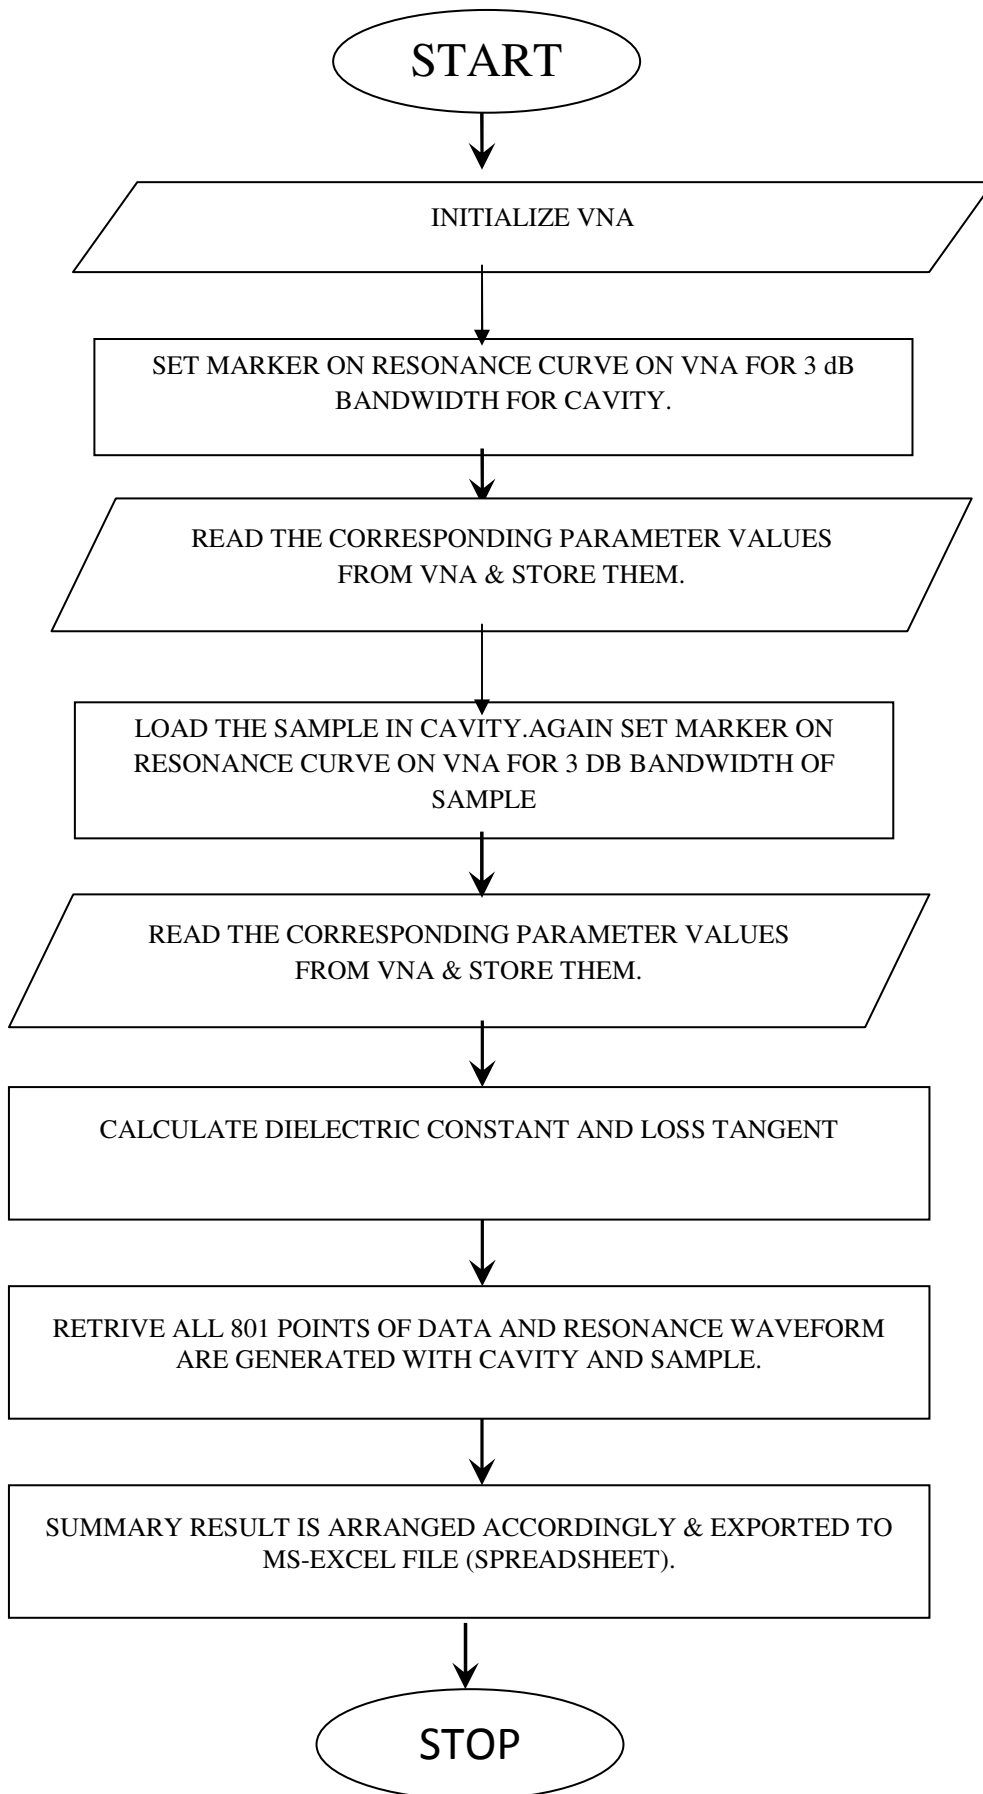 START
INITIALIZE VNA
SET MARKER ON RESONANCE CURVE ON VNA FOR 3 dB
BANDWIDTH FOR CAVITY.
READ THE CORRESPONDING PARAMETER VALUES
FROM VNA & STORE THEM.
LOAD THE SAMPLE IN CAVITY.AGAIN SET MARKER ON
RESONANCE CURVE ON VNA FOR 3 DB BANDWIDTH OF
SAMPLE
READ THE CORRESPONDING PARAMETER VALUES
FROM VNA & STORE THEM.
CALCULATE DIELECTRIC CONSTANT AND LOSS TANGENT
RETRIVE ALL 801 POINTS OF DATA AND RESONANCE WAVEFORM
ARE GENERATED WITH CAVITY AND SAMPLE.
SUMMARY RESULT IS ARRANGED ACCORDINGLY & EXPORTED TO
MS-EXCEL FILE (SPREADSHEET).
STOP